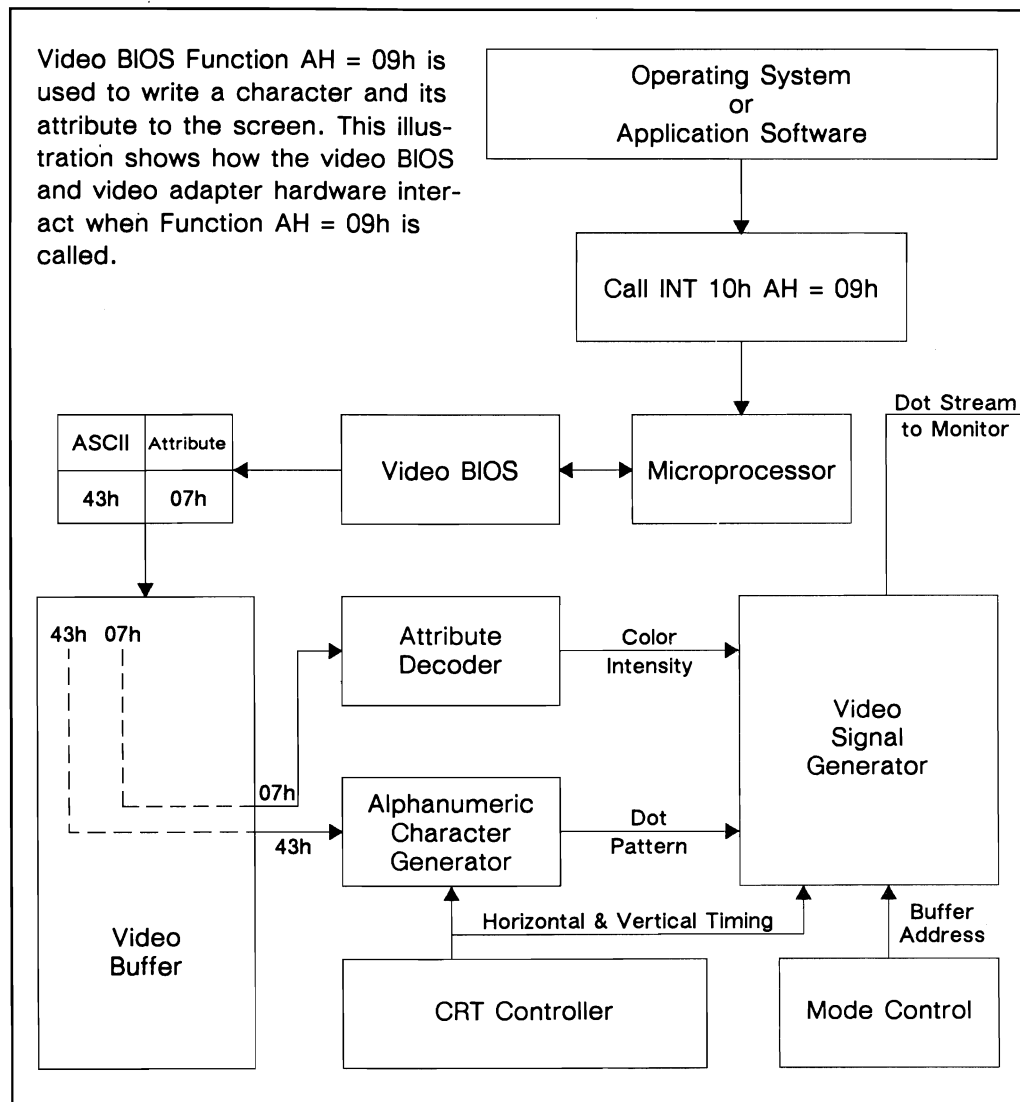 Video BIOS Function AH = 09h is
used to write a character and its
attribute to the screen. This illus-
tration shows how the video BIOS
and video adapter hardware inter-
act when Function AH = 09h is
called.
Operating System
or
Application Software
Call INT 10h AH = 09h
Dot Stream
to Monitor
ASCII Attribute
43h 07h
Video BIOS
Microprocessor
43h 07h
Attribute
Decoder
Color
Intensity
Video
Signal
Generator
07h
43h
Alphanumeric
Character
Generator
Dot
Pattern
Horizontal & Vertical Timing
Buffer
Address
Video
Buffer
CRT Controller
Mode Control